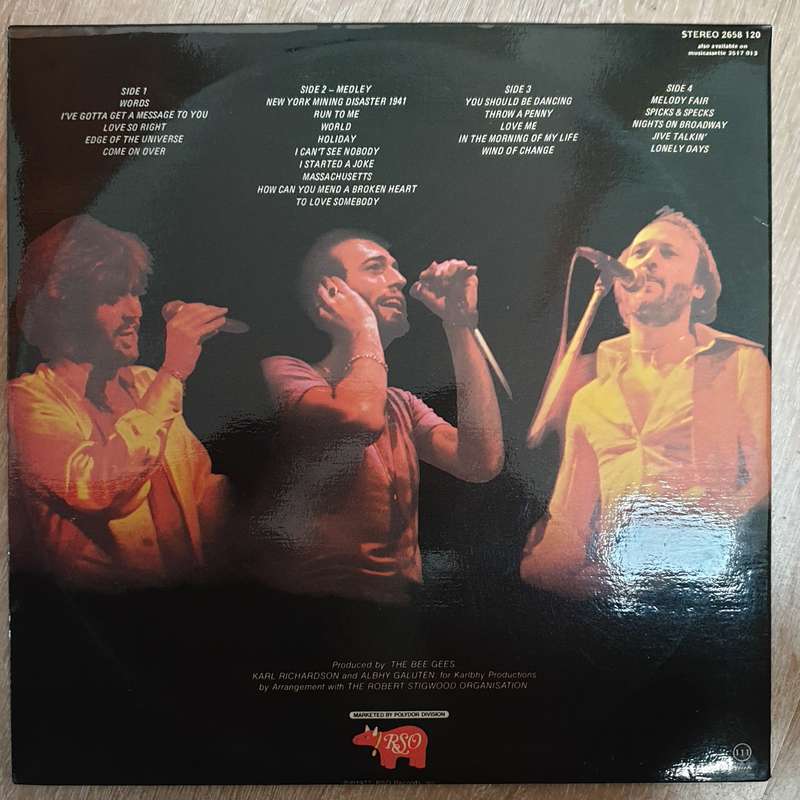 STEREO 2658 120
also available on
musicassette 3517 013
SIDE 1
WORDS
I'VE GOTTA GET A MESSAGE TO YOU
LOVE SO RIGHT
EDGE OF THE UNIVERSE
COME ON OVER
SIDE 2 – MEDLEY
NEW YORK MINING DISASTER 1941
RUN TO ME
WORLD
HOLIDAY
I CAN'T SEE NOBODY
I STARTED A JOKE
MASSACHUSETTS
HOW CAN YOU MEND A BROKEN HEART
TO LOVE SOMEBODY
SIDE 3
YOU SHOULD BE DANCING
THROW A PENNY
LOVE ME
IN THE MORNING OF MY LIFE
WIND OF CHANGE
SIDE 4
MELODY FAIR
SPICKS & SPECKS
NIGHTS ON BROADWAY
JIVE TALKIN'
LONELY DAYS
Produced by: THE BEE GEES.
KARL RICHARDSON and ALBHY GALUTEN; for Karlbhy Productions
by Arrangement with THE ROBERT STIGWOOD ORGANISATION
MARKETED BY POLYDOR DIVISION
RSO
111
1977 RSO Records, Inc.